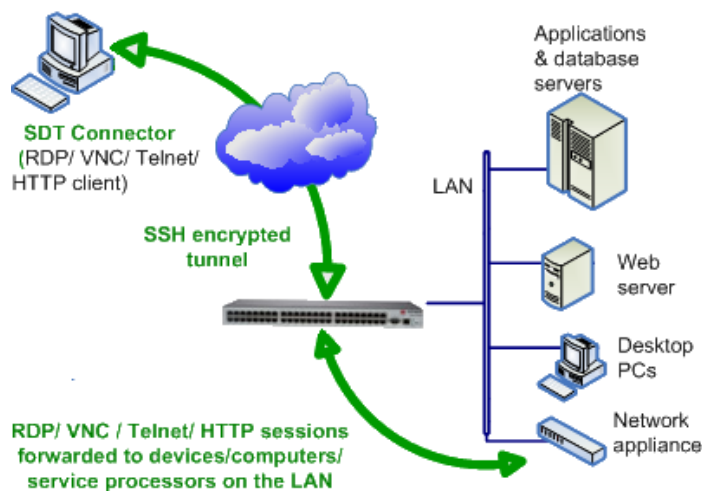 Applications
& database
servers
SDT Connector
(RDP/ VNC/ Telnet/
HTTP client)
LAN
SSH encrypted
tunnel
Web
server
Desktop
PCs
Network
appliance
RDP/ VNC / Telnet/ HTTP sessions
forwarded to devices/computers/
service processors on the LAN